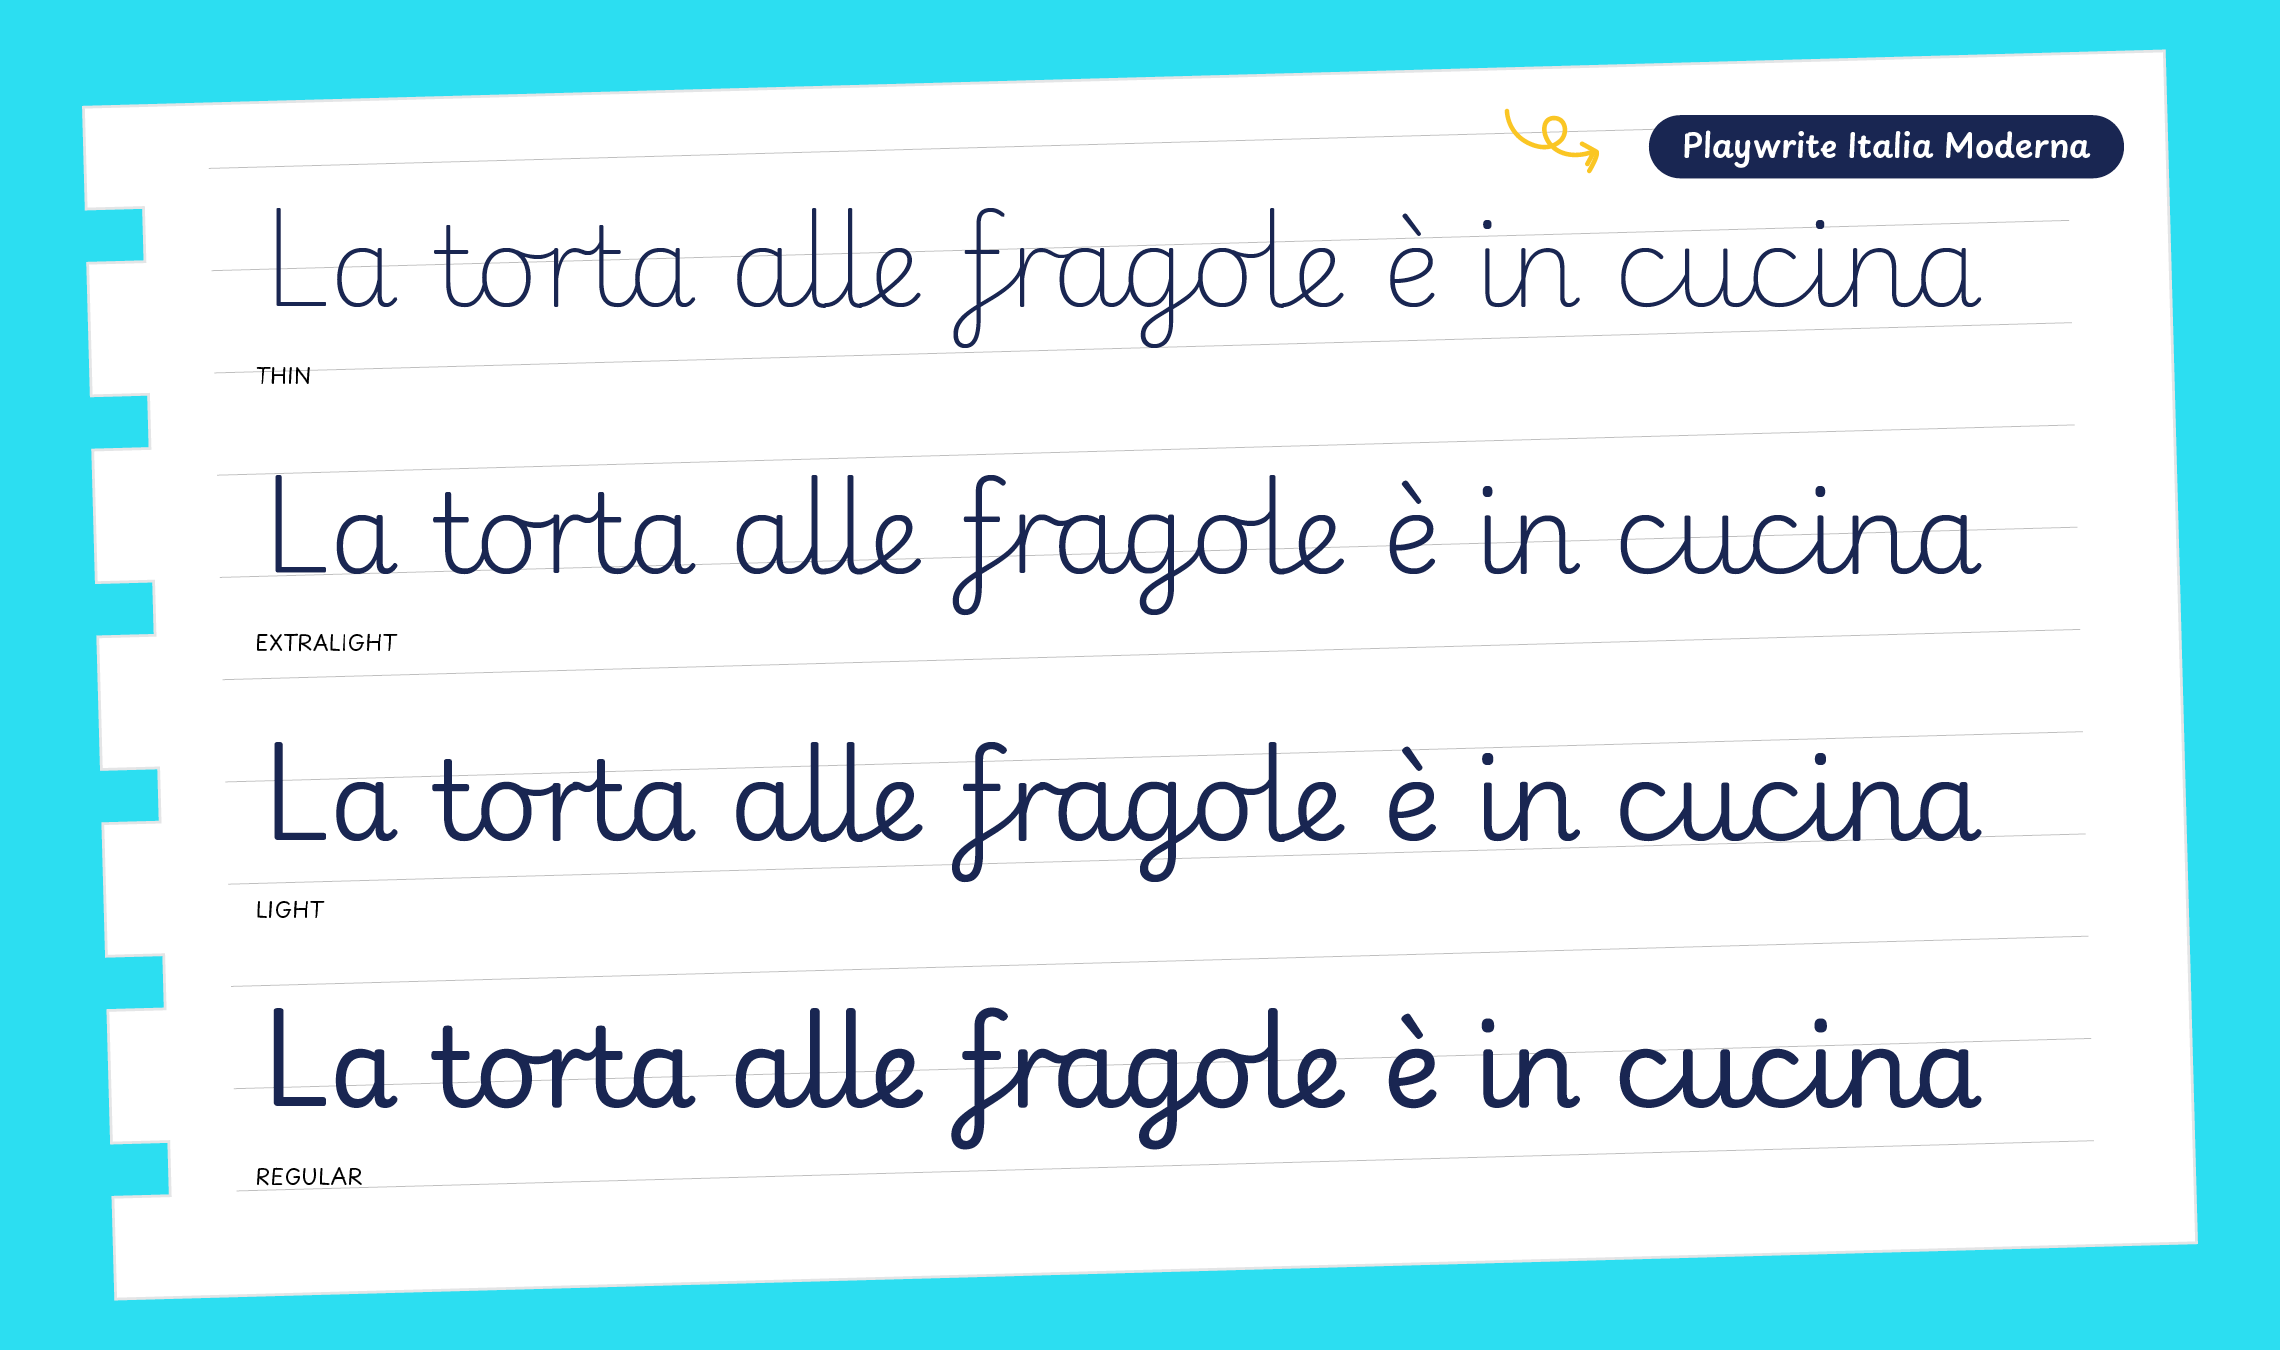 Playwrite Italia Moderna
La torta alle fragole è in cucina
THIN
La torta alle fragole è in cucina
EXTRALIGHT
La torta alle fragole è in cucina
LIGHT
La torta alle fragole è in cucina
REGULAR